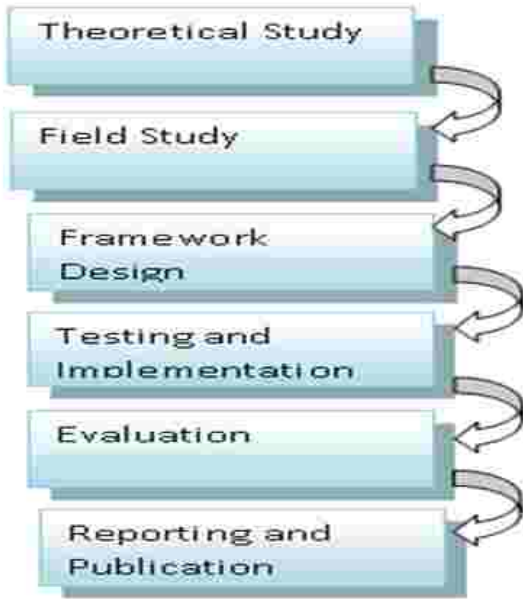 Theoretical Study
Field Study
Framework
Design
Testing and
Implementation
Evaluation
Reporting and
Publication